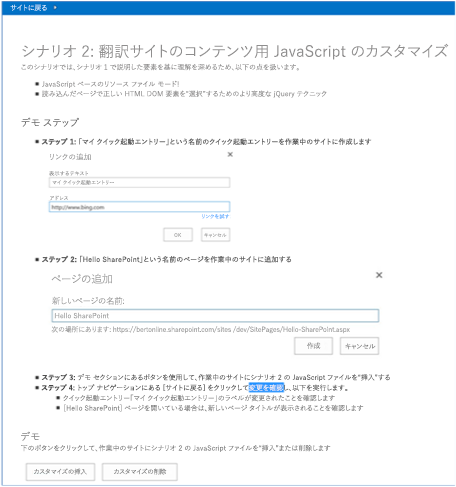 サイトに戻る
シナリオ 2: 翻訳サイトのコンテンツ用 JavaScript のカスタマイズ
このシナリオでは、シナリオ 1 で説明した要素を基に理解を深めるため、以下の点を扱います。
JavaScript ベースのリソース ファイル モード!
読み込んだページで正しい HTML DOM 要素を"選択"するためのより高度な jQuery テクニック
デモ ステップ
ステップ 1: 「マイ クイック起動エントリー」という名前のクイック起動エントリーを作業中のサイトに作成します
リンクの追加
表示するテキスト
マイ クイック起動エントリー
アドレス
http://www.bing.com
リンクを試す
OK キャンセル
ステップ 2: 「Hello SharePoint」という名前のページを作業中のサイトに追加する
ページの追加
新しいページの名前:
Hello SharePoint
次の場所にあります: https://bertonline.sharepoint.com/sites /dev/SitePages/Hello-SharePoint.aspx
作成 キャンセル
ステップ 3: デモ セクションにあるボタンを使用して、作業中のサイトにシナリオ 2 の JavaScript ファイルを"挿入"する
ステップ 4: トップ ナビゲーションにある [サイトに戻る] をクリックして変更を確認し、以下を実行します。
クイック起動エントリー「マイ クイック起動エントリー」のラベルが変更されたことを確認します
[Hello SharePoint] ページを開いている場合は、新しいページ タイトルが表示されることを確認します
デモ
下のボタンをクリックして、作業中のサイトにシナリオ 2 の JavaScript ファイルを"挿入"または削除します
カスタマイズの挿入 カスタマイズの削除